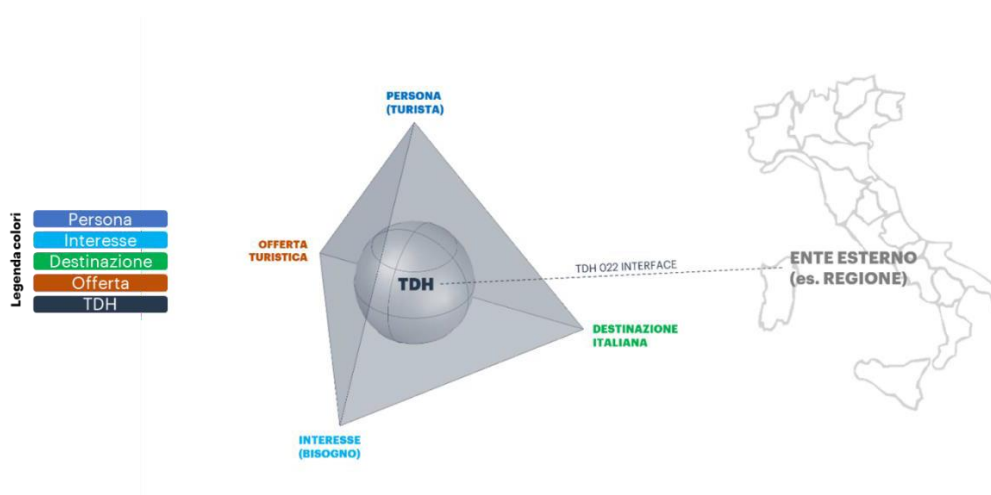 Legenda colori
Persona
Interesse
Destinazione
Offerta
TDH
PERSONA
(TURISTA)
OFFERTA
TURISTICA
TDH
TDH 022 INTERFACE
ENTE ESTERNO
(es. REGIONE)
DESTINAZIONE
ITALIANA
INTERESSE
(BISOGNO)